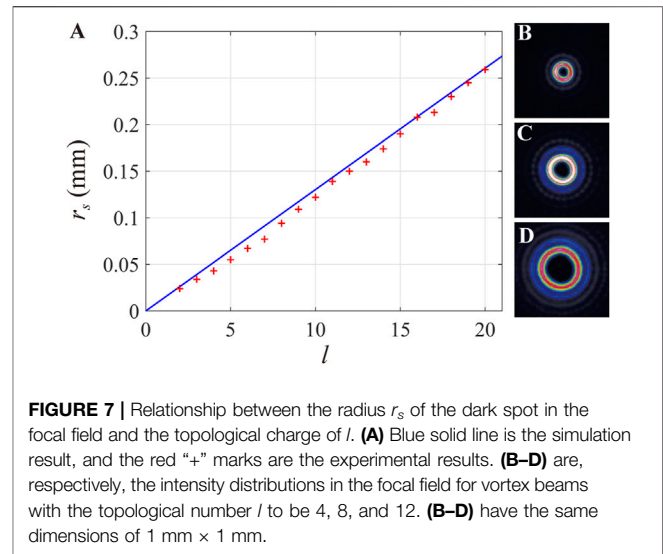 A
0.3
0.25
0.2
0.15
0.1
0.05
0
r_s (mm)
0
5
10
15
20
l
B
C
D
FIGURE 7 | Relationship between the radius r_s of the dark spot in the
focal field and the topological charge of l. (A) Blue solid line is the simulation
result, and the red “+” marks are the experimental results. (B–D) are,
respectively, the intensity distributions in the focal field for vortex beams
with the topological number l to be 4, 8, and 12. (B–D) have the same
dimensions of 1 mm × 1 mm.